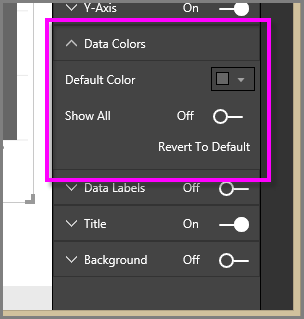 Y-Axis On
Data Colors
Default Color
Show All Off
Revert To Default
Data Labels Off
Title On
Background Off